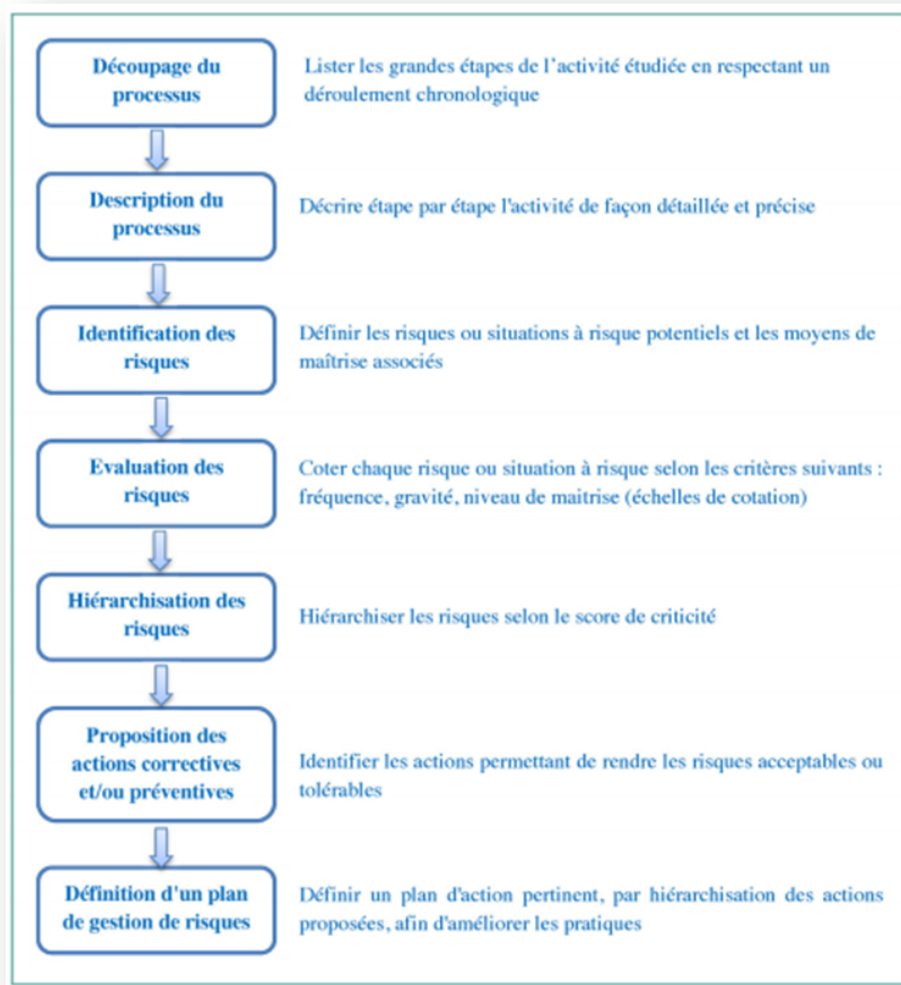 Découpage du
processus
Lister les grandes étapes de l'activité étudiée en respectant un
déroulement chronologique
Description du
processus
Décrire étape par étape l'activité de façon détaillée et précise
Identification des
risques
Définir les risques ou situations à risque potentiels et les moyens de
maîtrise associés
Evaluation des
risques
Coter chaque risque ou situation à risque selon les critères suivants :
fréquence, gravité, niveau de maitrise (échelles de cotation)
Hiérarchisation des
risques
Hiérarchiser les risques selon le score de criticité
Proposition des
actions correctives
et/ou préventives
Identifier les actions permettant de rendre les risques acceptables ou
tolérables
Définition d'un plan
de gestion de risques
Définir un plan d'action pertinent, par hiérarchisation des actions
proposées, afin d'améliorer les pratiques